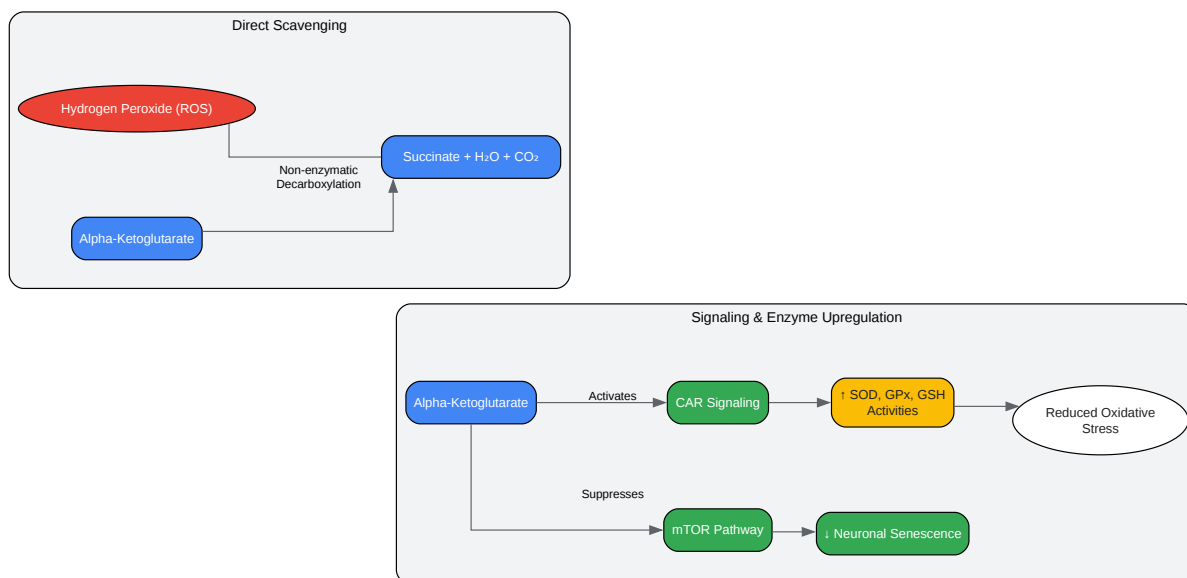 Direct Scavenging
Hydrogen Peroxide (ROS)
Succinate + H₂O + CO₂
Non-enzymatic
Decarboxylation
Alpha-Ketoglutarate
Signaling & Enzyme Upregulation
Alpha-Ketoglutarate
Activates
CAR Signaling
↑ SOD, GPx, GSH
Activities
Reduced Oxidative
Stress
Suppresses
mTOR Pathway
↓ Neuronal Senescence